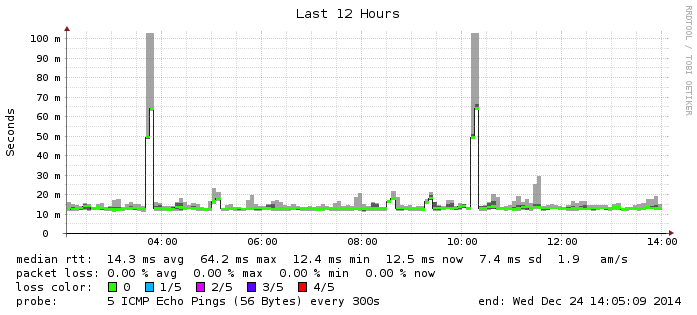 Last 12 Hours
RRDTOOL / TOBI OETIKER
Seconds
100 m
90 m
80 m
70 m
60 m
50 m
40 m
30 m
20 m
10 m
0
04:00 06:00 08:00 10:00 12:00 14:00
median rtt: 14.3 ms avg 64.2 ms max 12.4 ms min 12.5 ms now 7.4 ms sd 1.9 am/s
packet loss: 0.00 % avg 0.00 % max 0.00 % min 0.00 % now
loss color: 0 1/5 2/5 3/5 4/5
probe: 5 ICMP Echo Pings (56 Bytes) every 300s end: Wed Dec 24 14:05:09 2014